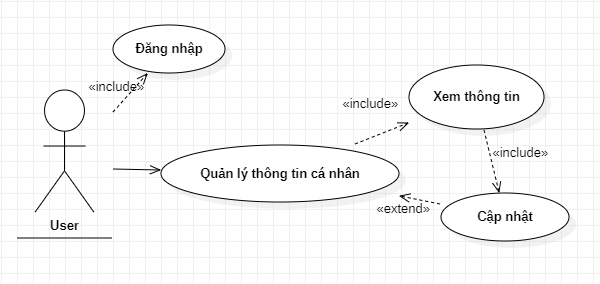 Đăng nhập
«include»
Xem thông tin
«include»
«include»
Quản lý thông tin cá nhân
«extend»
Cập nhật
User